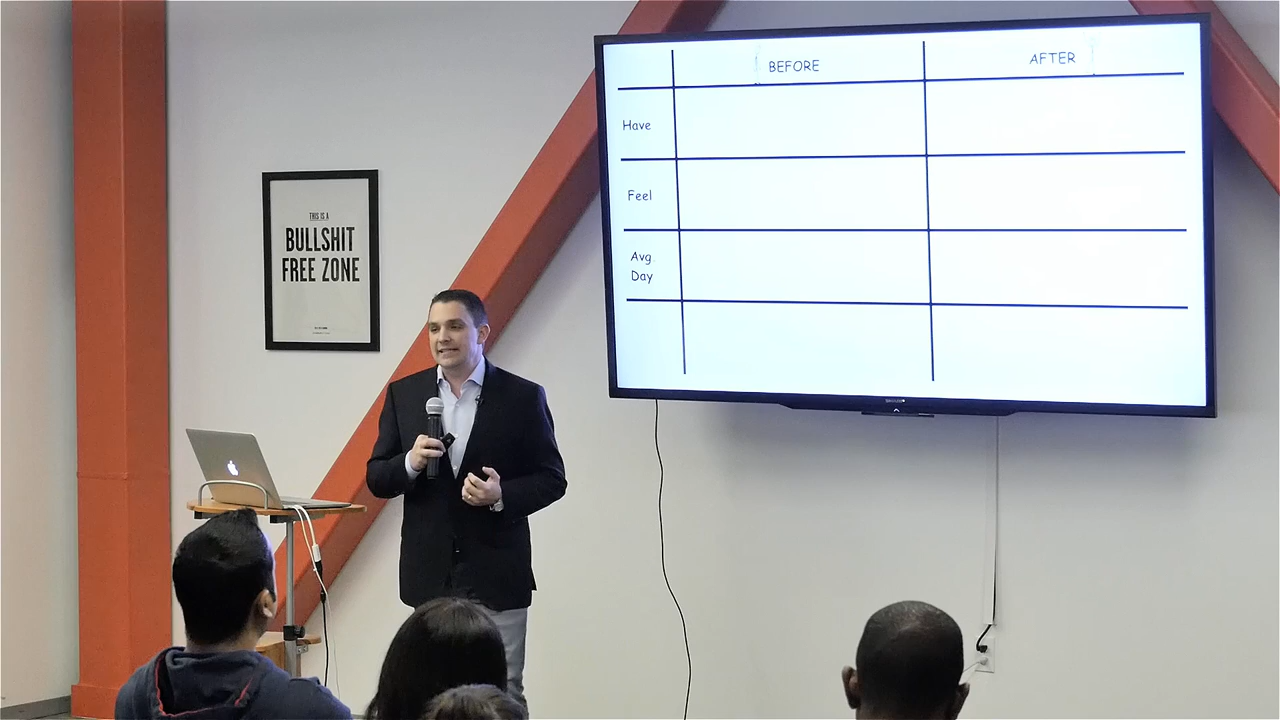 BEFORE
AFTER
Have
Feel
Avg
Day
THIS IS A
BULLSHIT
FREE ZONE